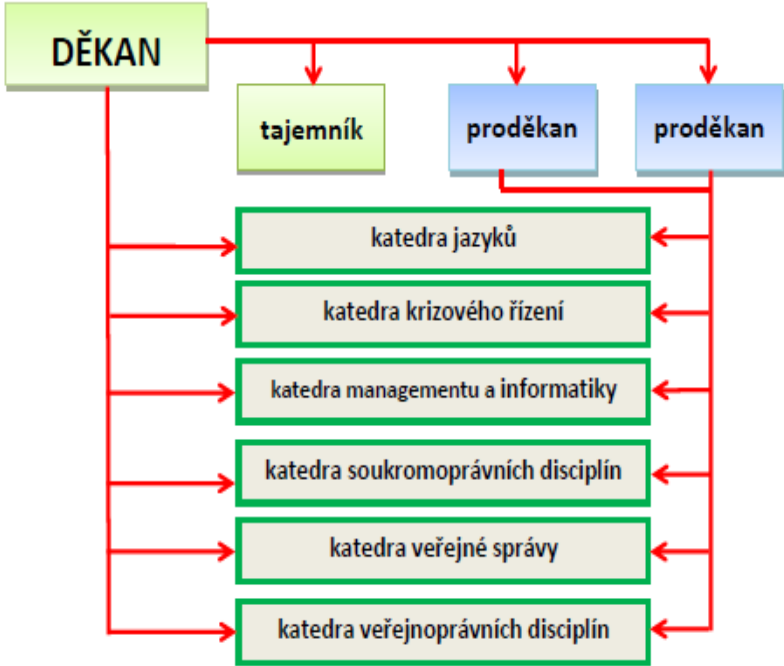 DĚKAN
tajemník
proděkan
proděkan
katedra jazyků
katedra krizového řízení
katedra managementu a informatiky
katedra soukromoprávních disciplín
katedra veřejné správy
katedra veřejnoprávních disciplín